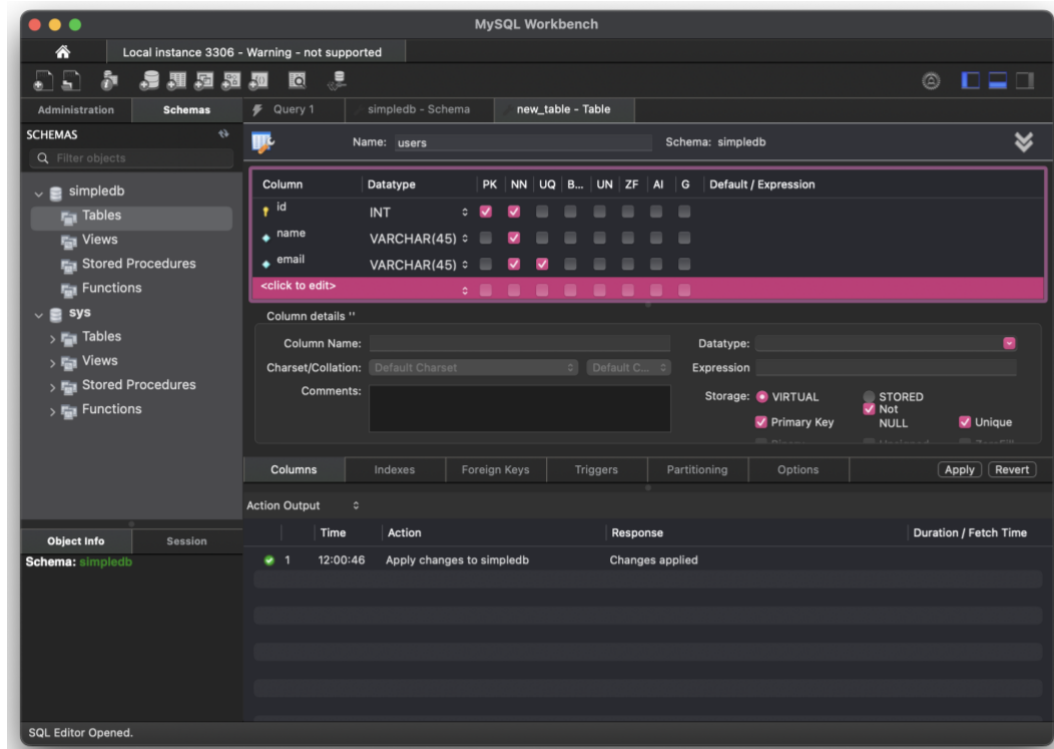 MySQL Workbench
Local instance 3306 - Warning - not supported
Administration Schemas Query 1 simpledb - Schema new_table - Table
SCHEMAS
Filter objects
simpledb
Tables
Views
Stored Procedures
Functions
sys
Tables
Views
Stored Procedures
Functions
Object Info Session
Schema: simpledb
Name: users Schema: simpledb
Column Datatype PK NN UQ B... UN ZF AI G Default / Expression
id INT
name VARCHAR(45)
email VARCHAR(45)
<click to edit>
Column details ''
Column Name: Datatype:
Charset/Collation: Default Charset Default C... Expression
Comments: Storage: VIRTUAL STORED
Primary Key Not NULL Unique
Columns Indexes Foreign Keys Triggers Partitioning Options Apply Revert
Action Output
Time Action Response Duration / Fetch Time
1 12:00:46 Apply changes to simpledb Changes applied
SQL Editor Opened.